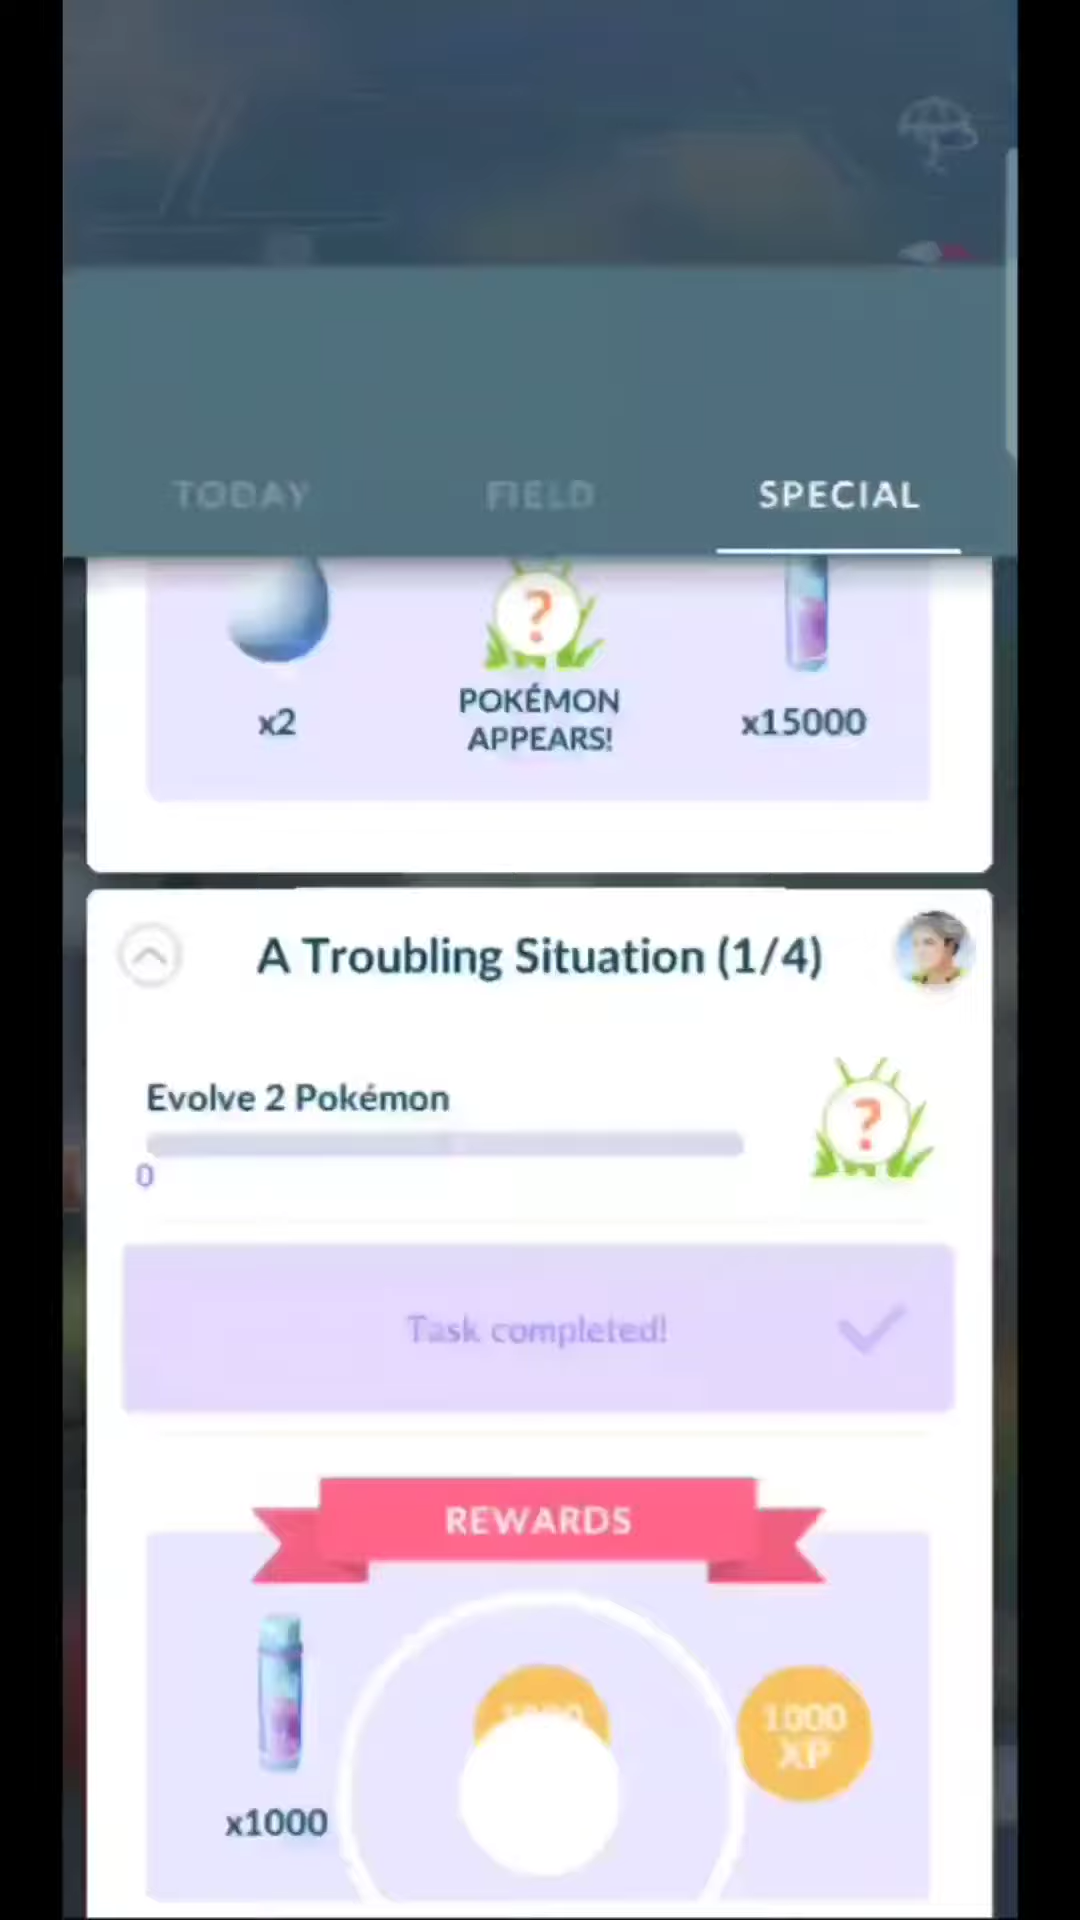 TODAY
FIELD
SPECIAL
?
x2
POKÉMON
APPEARS!
x15000
A Troubling Situation (1/4)
Evolve 2 Pokémon
?
0
Task completed!
REWARDS
x1000
1000
XP